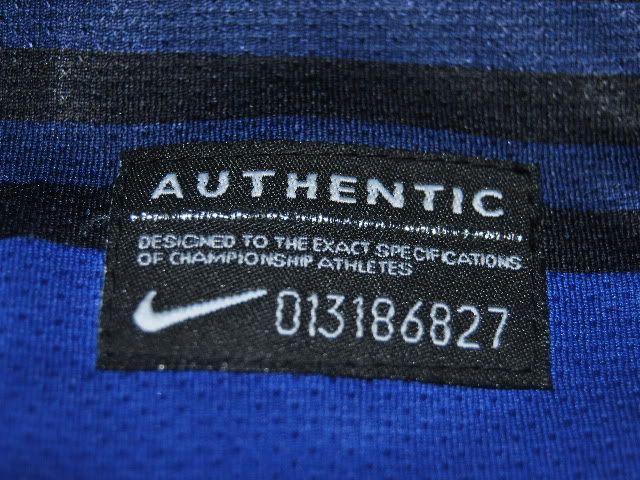 AUTHENTIC
DESIGNED TO THE EXACT SPECIFICATIONS
OF CHAMPIONSHIP ATHLETES
013186827